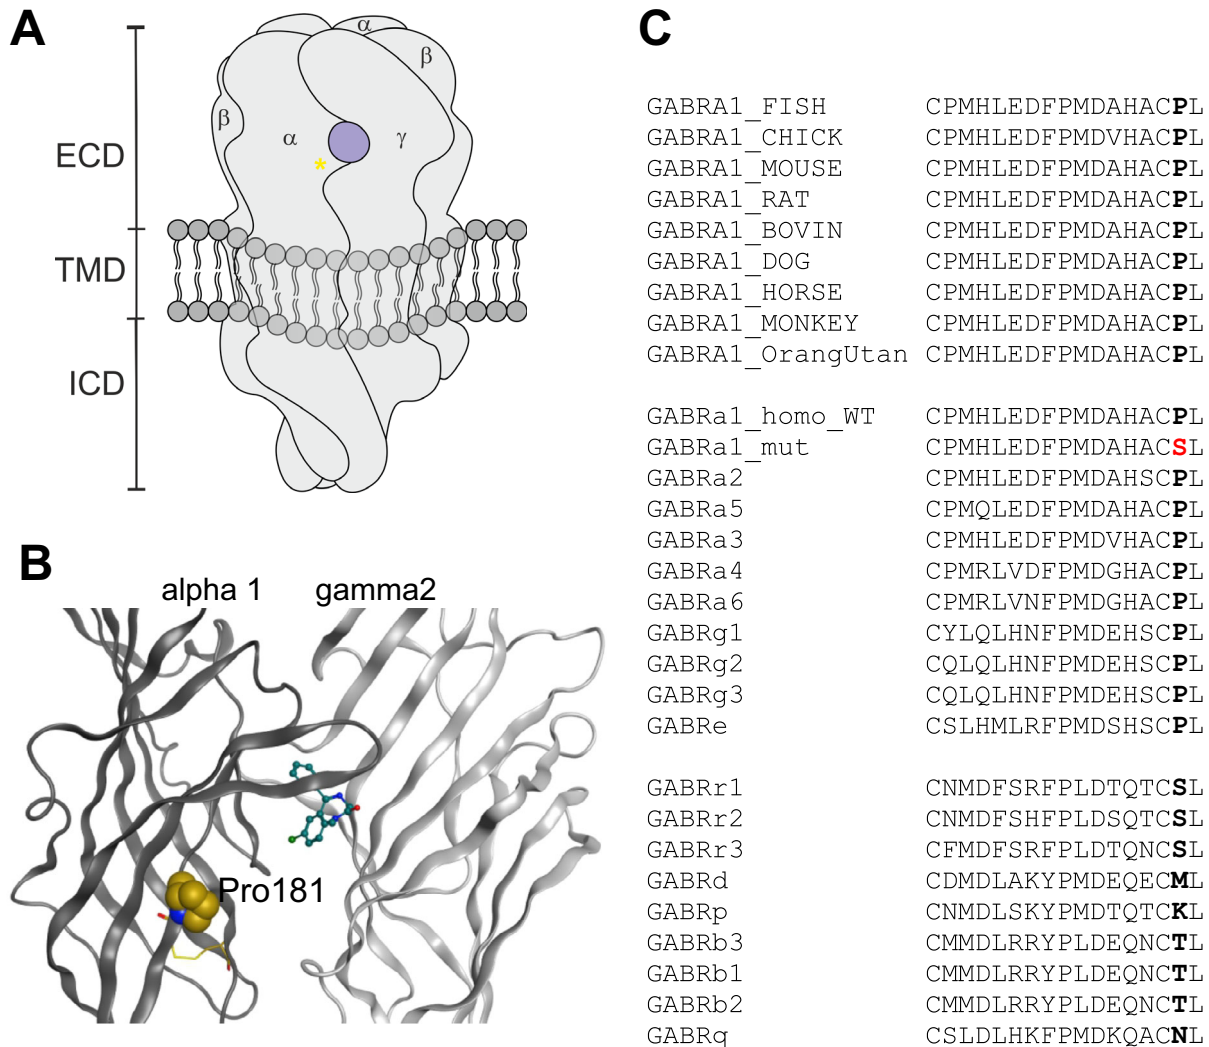 A
α
β
β
α
γ
*
ECD
TMD
ICD
B
alpha 1 gamma2
Pro181
C
GABRA1_FISH CPMHLEDFPMDAHACPL
GABRA1_CHICK CPMHLEDFPMDVHACPL
GABRA1_MOUSE CPMHLEDFPMDAHACPL
GABRA1_RAT CPMHLEDFPMDAHACPL
GABRA1_BOVIN CPMHLEDFPMDAHACPL
GABRA1_DOG CPMHLEDFPMDAHACPL
GABRA1_HORSE CPMHLEDFPMDAHACPL
GABRA1_MONKEY CPMHLEDFPMDAHACPL
GABRA1_OrangUtan CPMHLEDFPMDAHACPL
GABRa1_homo_WT CPMHLEDFPMDAHACPL
GABRa1_mut CPMHLEDFPMDAHACSL
GABRa2 CPMHLEDFPMDAHSCPL
GABRa5 CPMQLEDFPMDAHACPL
GABRa3 CPMHLEDFPMDVHACPL
GABRa4 CPMRLVDFPMDGHACPL
GABRa6 CPMRLVNFPMDGHACPL
GABRg1 CYLQLHNFPMDEHSCPL
GABRg2 CQLQLHNFPMDEHSCPL
GABRg3 CQLQLHNFPMDEHSCPL
GABRe CSLHMLRFPMDSHSCPL
GABRr1 CNMDFSRFPLDTQTCSL
GABRr2 CNMDFSHFPLDSQTCSL
GABRr3 CFMDFSRFPLDTQNCSL
GABRd CDMDLAKYPMDEQECML
GABRp CNMDLSKYPMDTQTCKL
GABRb3 CMMDLRRYPLDEQNCTL
GABRb1 CMMDLRRYPLDEQNCTL
GABRb2 CMMDLRRYPLDEQNCTL
GABRq CSLDLHKFPMDKQACNL